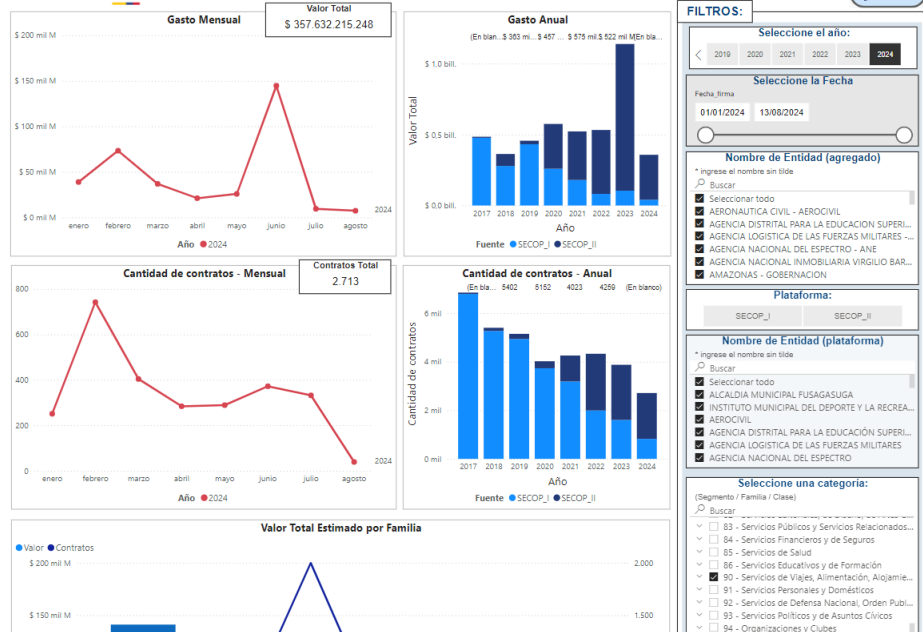 Gasto Mensual
Valor Total
$ 357.632.215.248
$ 200 mil M
$ 150 mil M
$ 100 mil M
$ 50 mil M
$ 0 mil M
enero febrero marzo abril mayo junio julio agosto
2024
Año 2024
Gasto Anual
(En blan... $ 383 mi... $ 457 ... $ 575 mil.$ 522 mil M(En bla...
Valor Total
$ 1,0 bill.
$ 0,5 bill.
$ 0,0 bill.
2017 2018 2019 2020 2021 2022 2023 2024
Año
Fuente SECOP_I SECOP_II
Cantidad de contratos - Mensual
Contratos Total
2.713
800
600
400
200
0
enero febrero marzo abril mayo junio julio agosto
2024
Año 2024
Cantidad de contratos - Anual
(En bla... 5402 5152 4023 4259 (En blanco)
Cantidad de contratos
6 mil
4 mil
2 mil
0 mil
2017 2018 2019 2020 2021 2022 2023 2024
Año
Fuente SECOP_I SECOP_II
Valor Total Estimado por Familia
Valor Contratos
$ 200 mil M
$ 150 mil M
2.000
1.500
FILTROS:
Seleccione el año:
2019 2020 2021 2022 2023 2024
Seleccione la Fecha
Fecha_firma
01/01/2024 13/08/2024
Nombre de Entidad (agregado)
* ingrese el nombre sin tilde
Buscar
Seleccionar todo
AERONAUTICA CIVIL - AEROCIVIL
AGENCIA DISTRITAL PARA LA EDUCACION SUPERI...
AGENCIA LOGISTICA DE LAS FUERZAS MILITARES -...
AGENCIA NACIONAL DEL ESPECTRO - ANE
AGENCIA NACIONAL INMOBILIARIA VIRGILIO BAR...
AMAZONAS - GOBERNACION
Plataforma:
SECOP_I SECOP_II
Nombre de Entidad (plataforma)
* ingrese el nombre sin tilde
Buscar
Seleccionar todo
ALCALDIA MUNICIPAL FUSAGASUGA
INSTITUTO MUNICIPAL DEL DEPORTE Y LA RECREA...
AEROCIVIL
AGENCIA DISTRITAL PARA LA EDUCACIÓN SUPERI...
AGENCIA LOGISTICA DE LAS FUERZAS MILITARES
AGENCIA NACIONAL DEL ESPECTRO
Seleccione una categoría:
(Segmento / Familia / Clase)
Buscar
83 - Servicios Públicos y Servicios Relacionados...
84 - Servicios Financieros y de Seguros
85 - Servicios de Salud
86 - Servicios Educativos y de Formación
90 - Servicios de Viajes, Alimentación, Alojamie...
91 - Servicios Personales y Domésticos
92 - Servicios de Defensa Nacional, Orden Publ...
93 - Servicios Políticos y de Asuntos Cívicos
94 - Organizaciones y Clubes